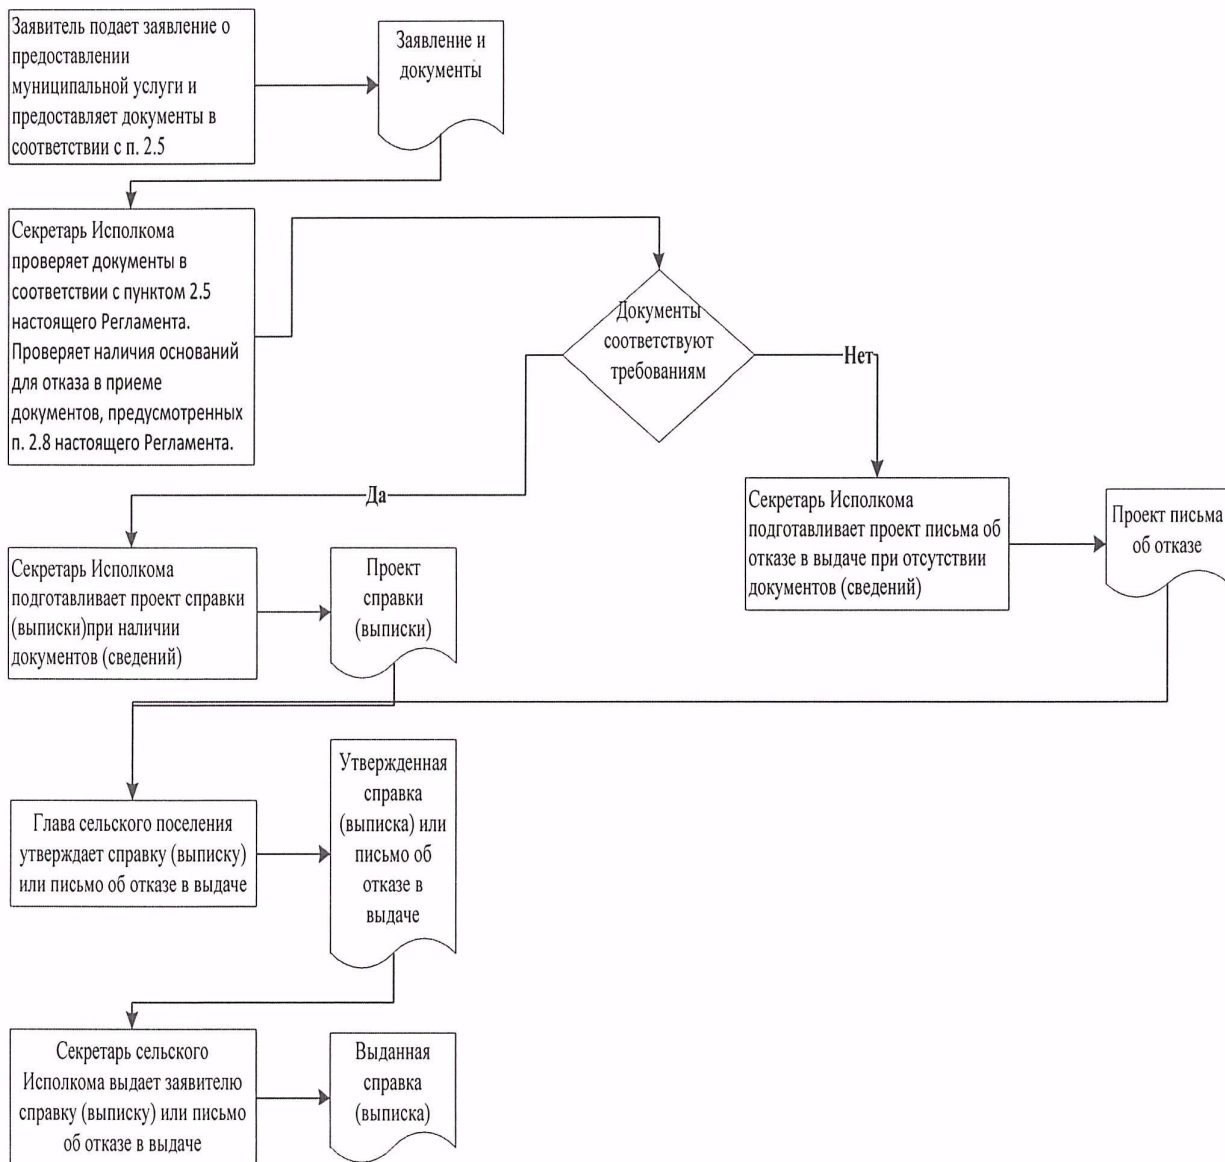 Заявитель подает заявление о
предоставлении
муниципальной услуги и
предоставляет документы в
соответствии с п. 2.5
Заявление и
документы
Секретарь Исполкома
проверяет документы в
соответствии с пунктом 2.5
настоящего Регламента.
Проверяет наличия оснований
для отказа в приеме
документов, предусмотренных
п. 2.8 настоящего Регламента.
Документы
соответствуют
требованиям
Нет
Да
Секретарь Исполкома
подготавливает проект письма об
отказе в выдаче при отсутствии
документов (сведений)
Проект письма
об отказе
Секретарь Исполкома
подготавливает проект справки
(выписки)при наличии
документов (сведений)
Проект
справки
(выписки)
Глава сельского поселения
утверждает справку (выписку)
или письмо об отказе в выдаче
Утвержденная
справка
(выписка) или
письмо об
отказе в
выдаче
Секретарь сельского
Исполкома выдает заявителю
справку (выписку) или письмо
об отказе в выдаче
Выданная
справка
(выписка)